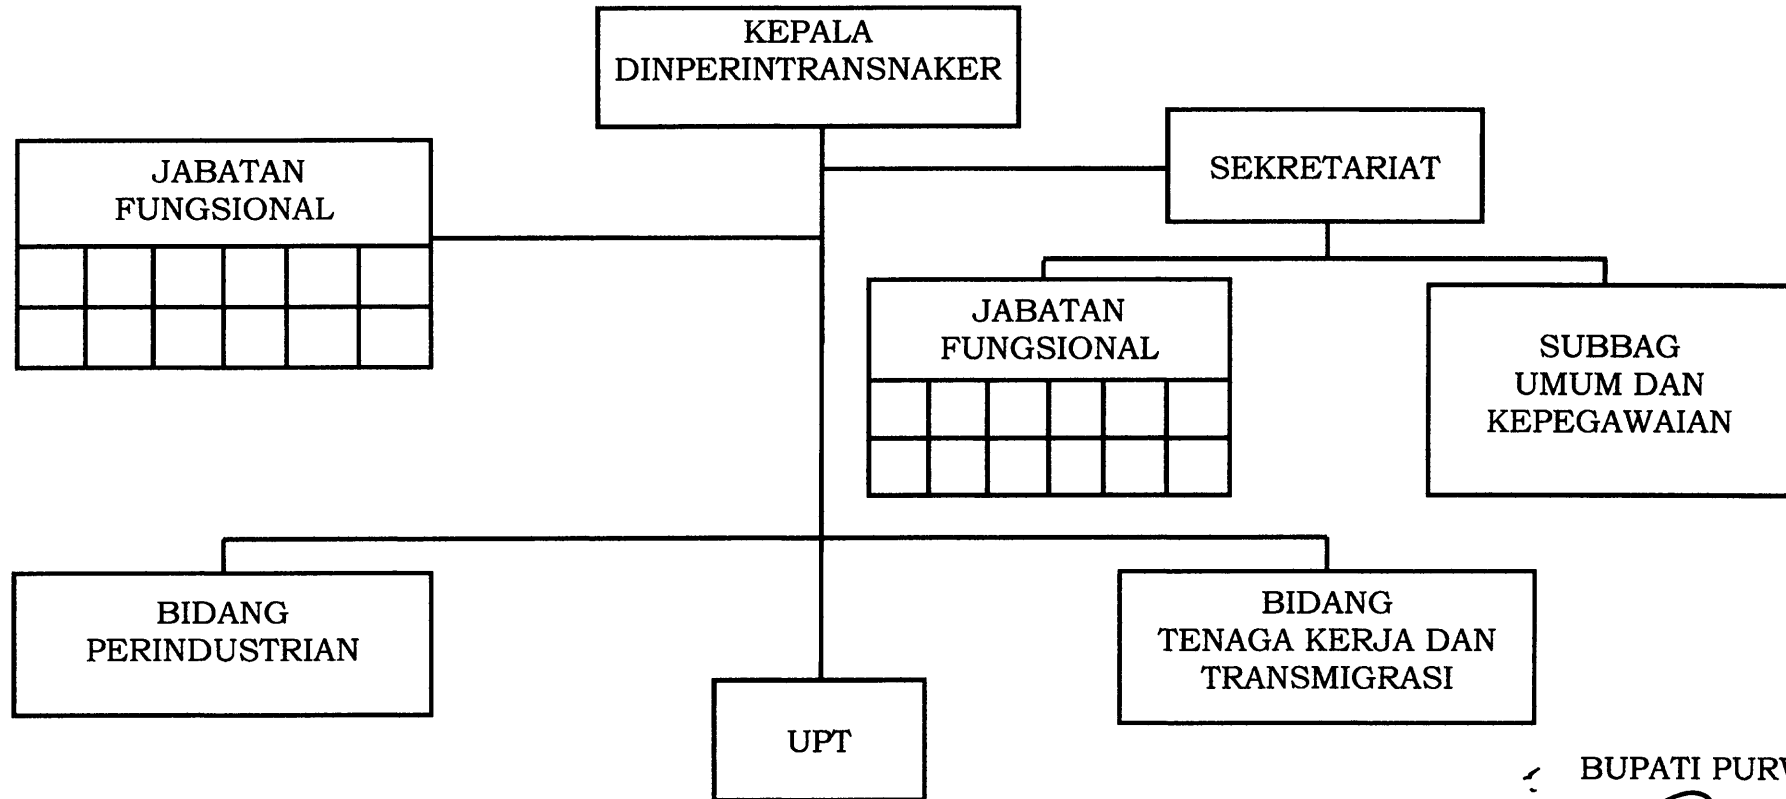 KEPALA
DINPERINTRANSNAKER
JABATAN
FUNGSIONAL
SEKRETARIAT
JABATAN
FUNGSIONAL
SUBBAG
UMUM DAN
KEPEGAWAIAN
BIDANG
PERINDUSTRIAN
BIDANG
TENAGA KERJA DAN
TRANSMIGRASI
UPT
BUPATI